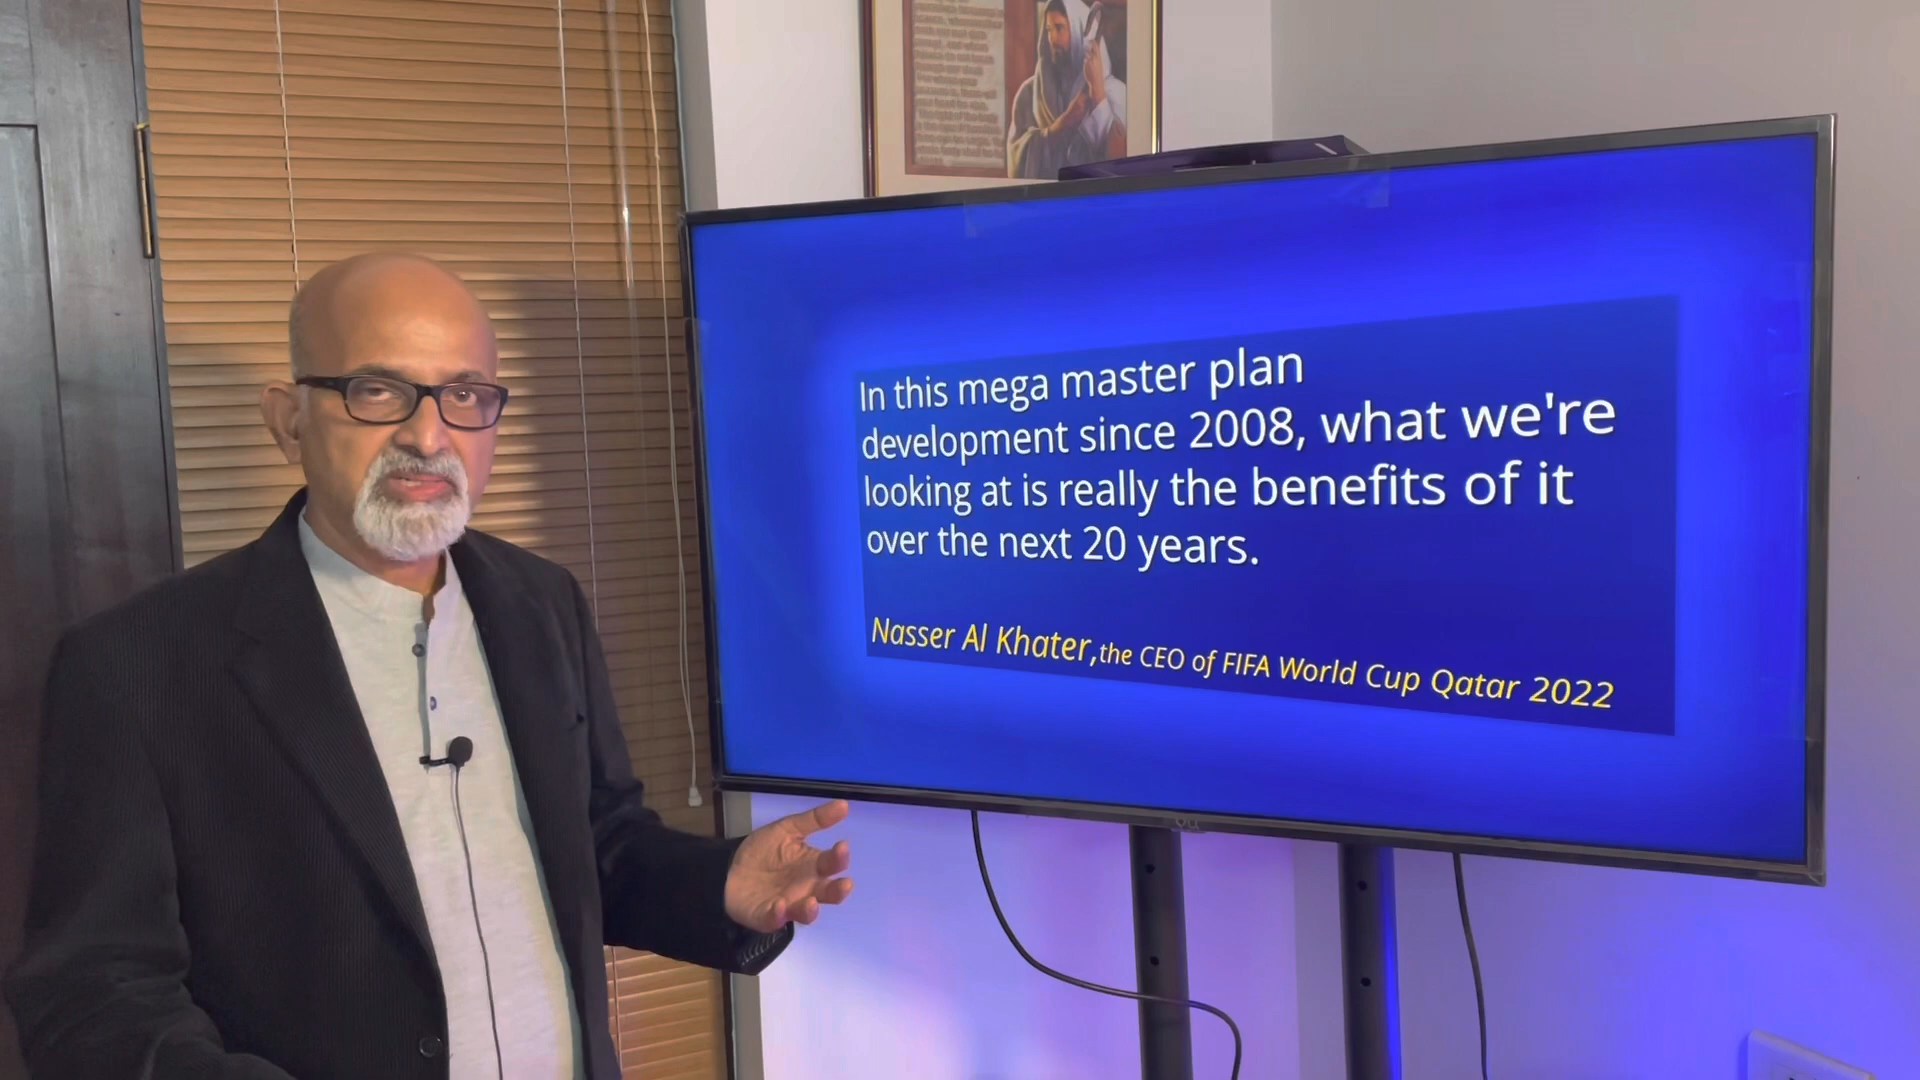 In this mega master plan
development since 2008, what we're
looking at is really the benefits of it
over the next 20 years.
Nasser Al Khater, the CEO of FIFA World Cup Qatar 2022